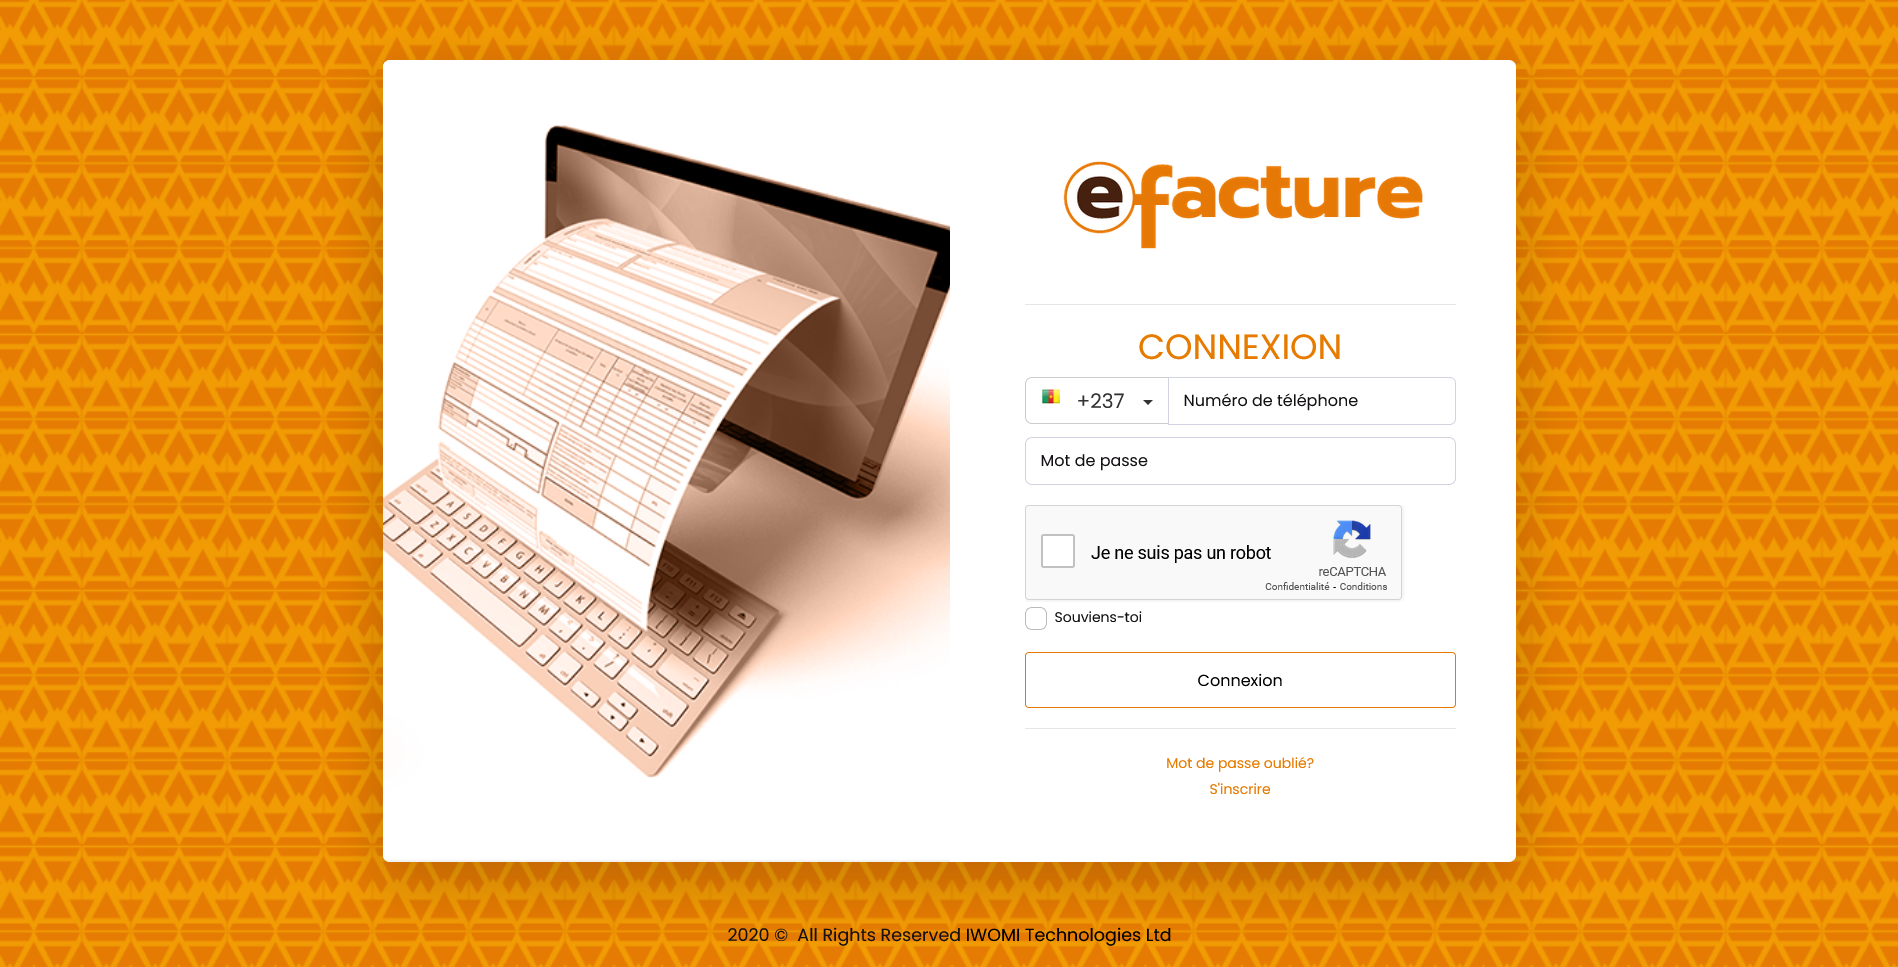 efacture
CONNEXION
+237 Numéro de téléphone
Mot de passe
Je ne suis pas un robot
reCAPTCHA
Confidentialité - Conditions
Souviens-toi
Connexion
Mot de passe oublié?
S'inscrire
2020 © All Rights Reserved IWOMI Technologies Ltd